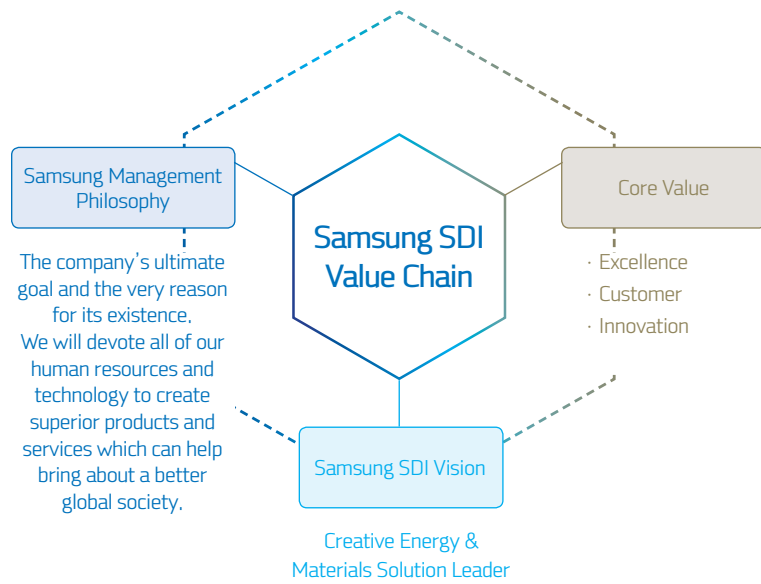 Samsung Management
Philosophy
The company's ultimate
goal and the very reason
for its existence.
We will devote all of our
human resources and
technology to create
superior products and
services which can help
bring about a better
global society.
Samsung SDI
Value Chain
Core Value
· Excellence
· Customer
· Innovation
Samsung SDI Vision
Creative Energy &
Materials Solution Leader